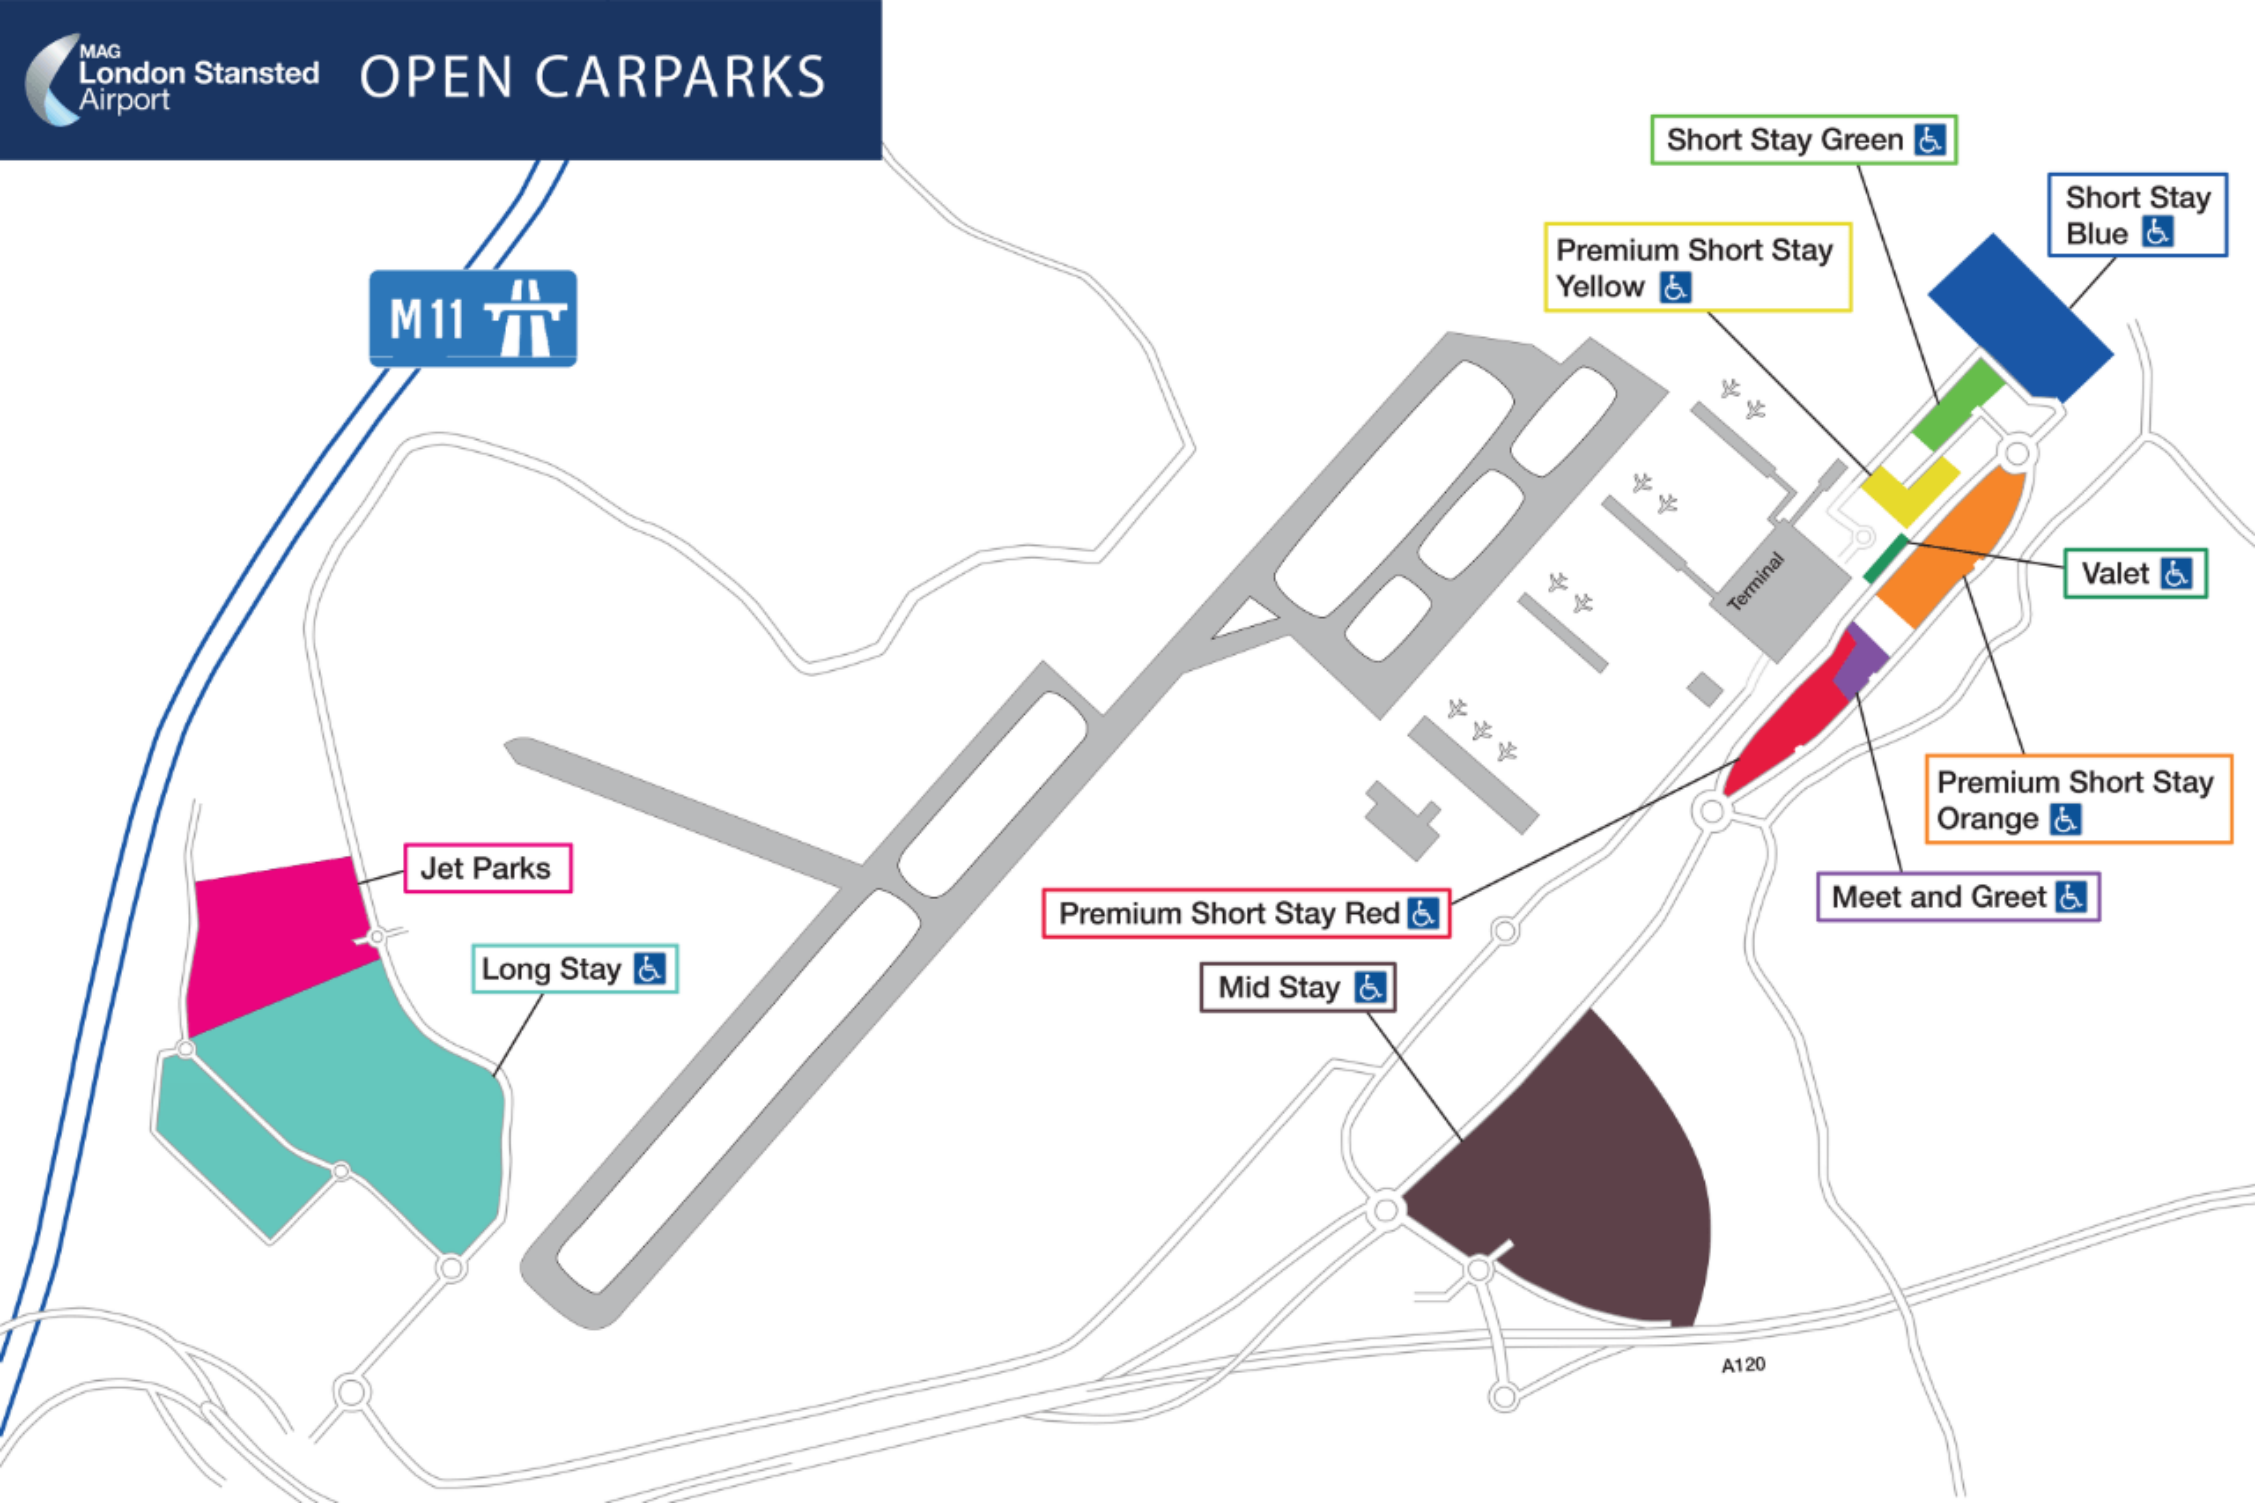 MAG
London Stansted
Airport
OPEN CARPARKS
Short Stay Green
Short Stay
Blue
Premium Short Stay
Yellow
M11
Terminal
Valet
Premium Short Stay
Orange
Jet Parks
Meet and Greet
Premium Short Stay Red
Long Stay
Mid Stay
A120